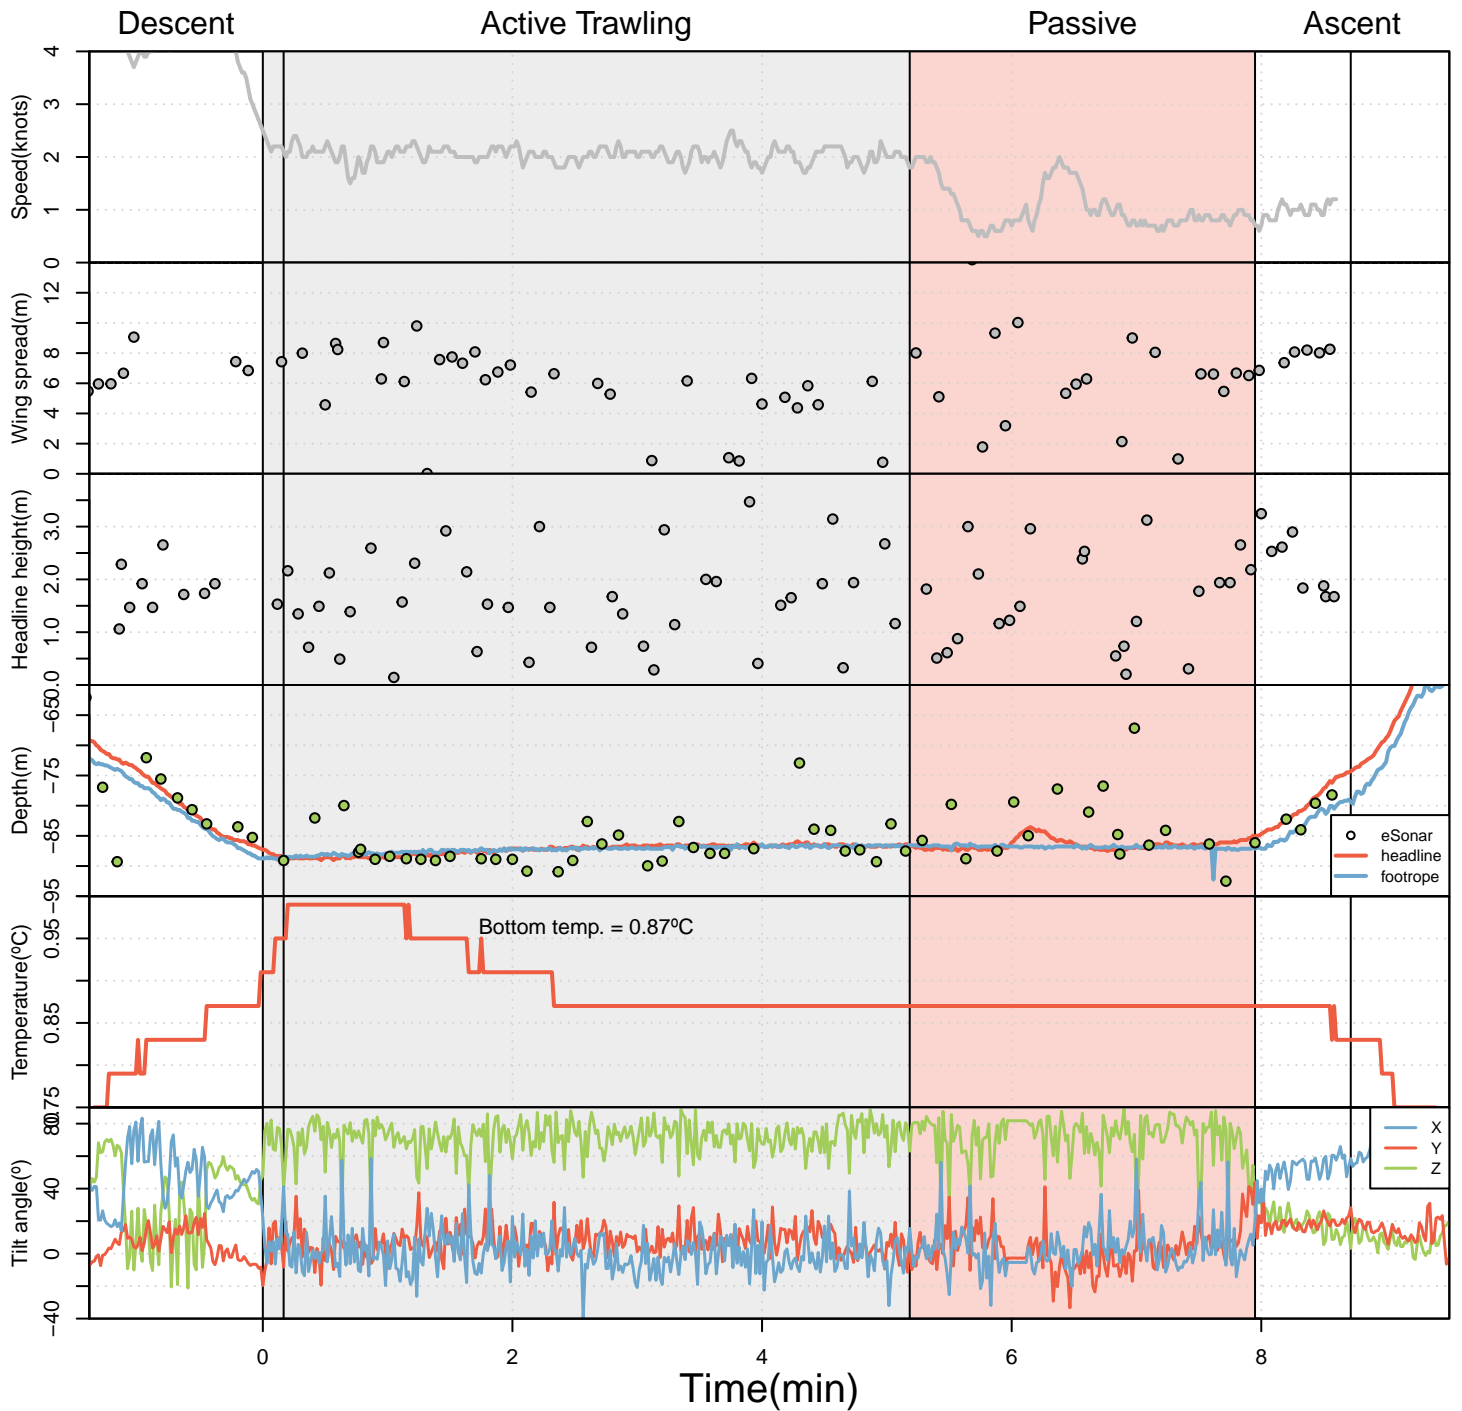 Descent Active Trawling Passive Ascent
Speed(knots)
4
3
2
1
0
Wing spread(m)
12
8
6
4
2
0
Headline height(m)
3.0
2.0
1.0
0.0
Depth(m)
−65
−75
−85
−95
eSonar
headline
footrope
Temperature(ºC)
0.95
0.85
0.75
Bottom temp. = 0.87ºC
Tilt angle(º)
80
40
0
−40
X
Y
Z
0 2 4 6 8
Time(min)